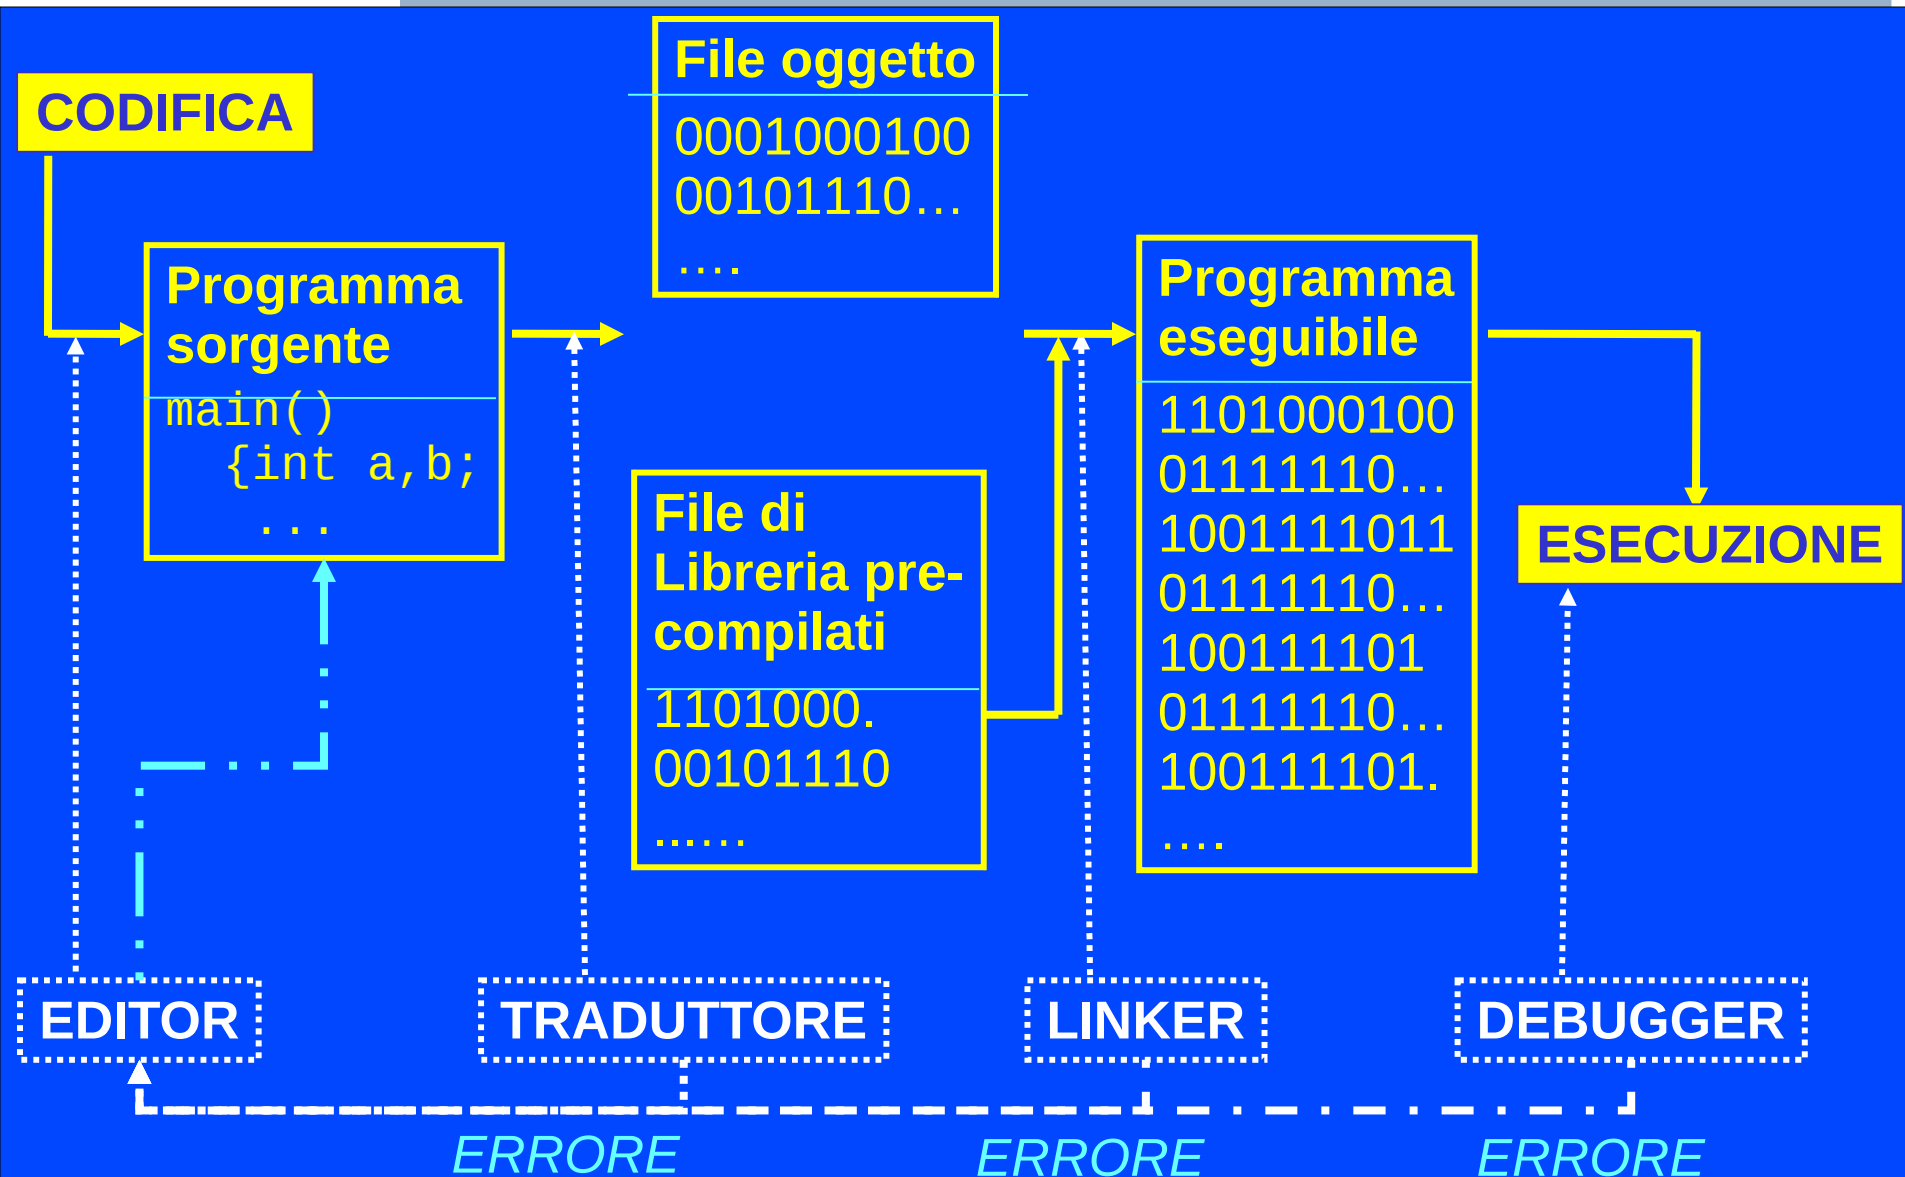 CODIFICA
Programma
sorgente
main()
{int a,b;
...
File oggetto
0001000100
00101110…
….
File di
Libreria pre-
compilati
1101000.
00101110
...…
Programma
eseguibile
1101000100
01111110…
1001111011
01111110…
100111101
01111110…
100111101.
….
ESECUZIONE
EDITOR
TRADUTTORE
LINKER
DEBUGGER
ERRORE
ERRORE
ERRORE